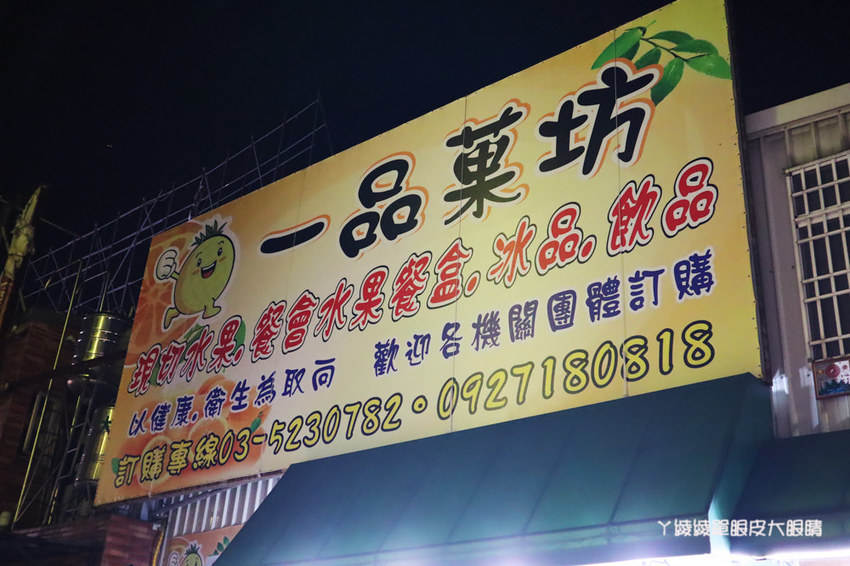 一品菓坊
現切水果.餐會水果餐盒.冰品.飲品
以健康.衛生為取向 歡迎各機關團體訂購
訂購專線03-5230782•0927180818
ㄚ綾綾單眼皮大眼睛